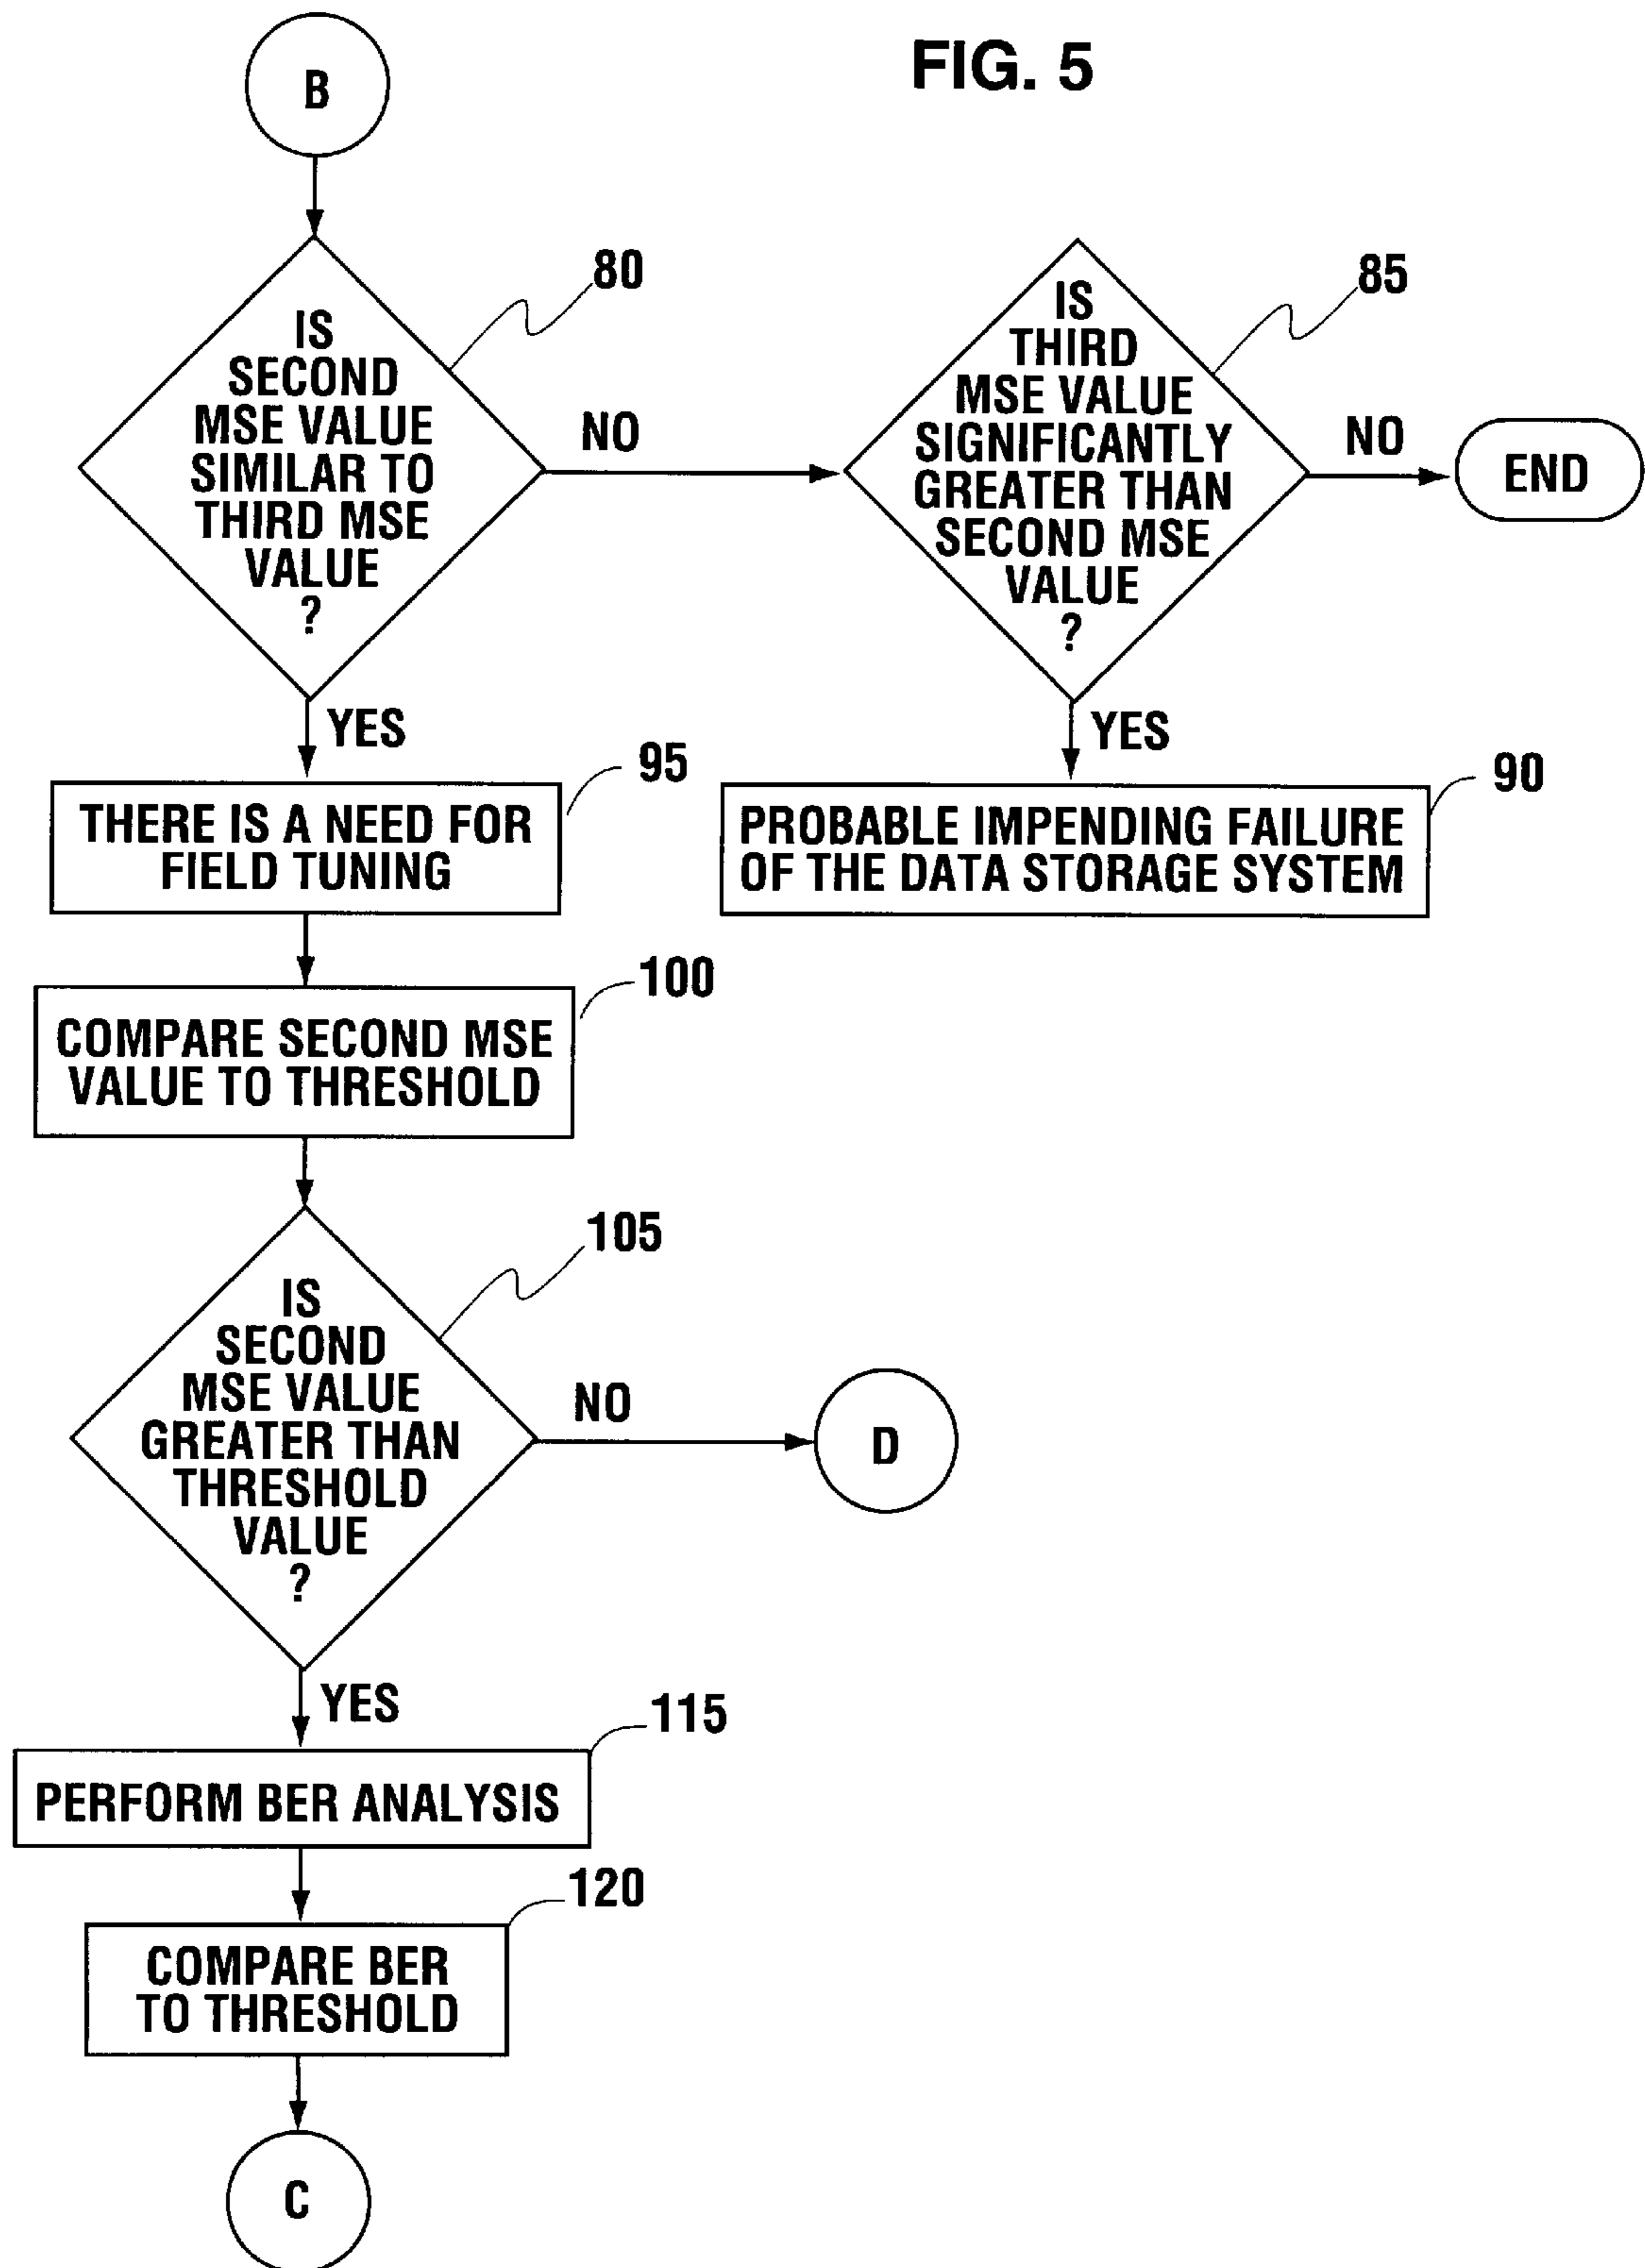 FIG. 5
B
80
IS
SECOND
MSE VALUE
SIMILAR TO
THIRD MSE
VALUE
?
NO
85
IS
THIRD
MSE VALUE
SIGNIFICANTLY
GREATER THAN
SECOND MSE
VALUE
?
NO
END
YES
95
THERE IS A NEED FOR
FIELD TUNING
YES
90
PROBABLE IMPENDING FAILURE
OF THE DATA STORAGE SYSTEM
100
COMPARE SECOND MSE
VALUE TO THRESHOLD
105
IS
SECOND
MSE VALUE
GREATER THAN
THRESHOLD
VALUE
?
NO
D
YES
115
PERFORM BER ANALYSIS
120
COMPARE BER
TO THRESHOLD
C